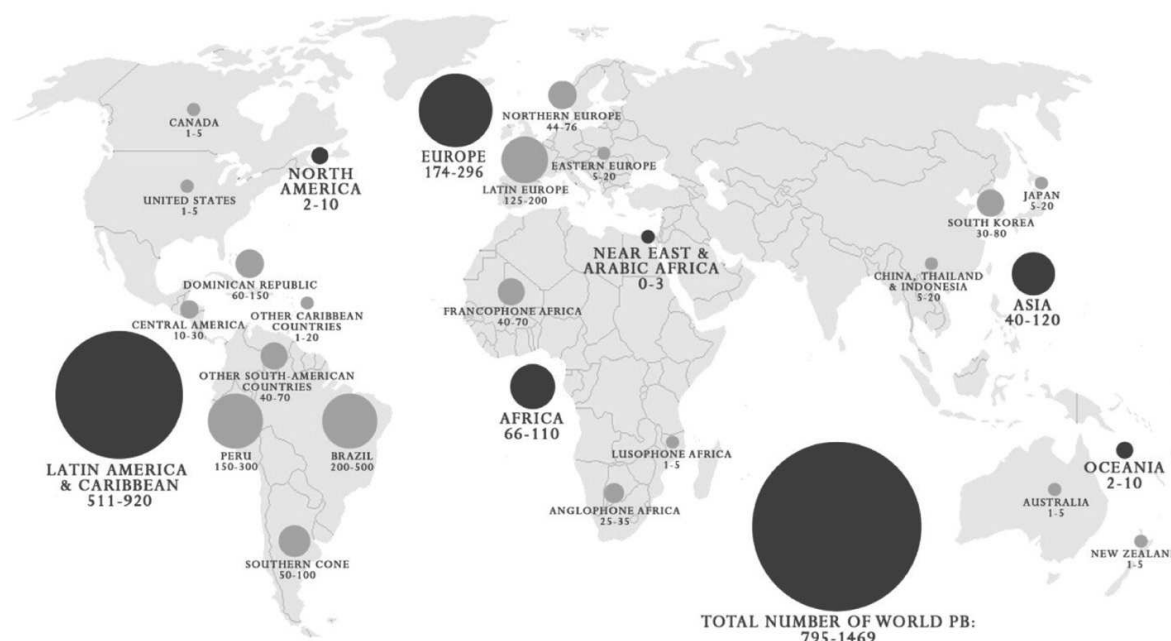 CANADA
1-5
NORTH
AMERICA
2-10
UNITED STATES
1-5
DOMINICAN REPUBLIC
60-150
CENTRAL AMERICA
10-30
OTHER CARIBBEAN
COUNTRIES
1-20
OTHER SOUTH-AMERICAN
COUNTRIES
40-70
LATIN AMERICA
& CARIBBEAN
511-920
PERU
150-300
BRAZIL
200-500
SOUTHERN CONE
50-100
EUROPE
174-296
NORTHERN EUROPE
44-76
EASTERN EUROPE
5-20
LATIN EUROPE
125-200
NEAR EAST &
ARABIC AFRICA
0-3
FRANCOPHONE AFRICA
40-70
AFRICA
66-110
LUSOPHONE AFRICA
1-5
ANGLOPHONE AFRICA
25-35
JAPAN
5-20
SOUTH KOREA
30-80
CHINA, THAILAND
& INDONESIA
5-20
ASIA
40-120
OCEANIA
2-10
AUSTRALIA
1-5
NEW ZEALAND
1-5
TOTAL NUMBER OF WORLD PB:
795-1469